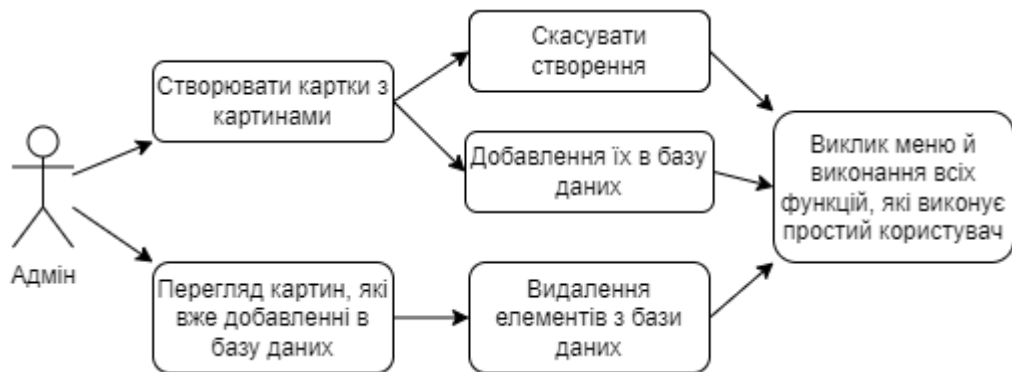 Скасувати
створення
Створювати картки з
картинами
Виклик меню й
виконання всіх
функцій, які виконує
простий користувач
Добавлення їх в базу
даних
Адмін
Перегляд картин, які
вже добавленні в
базу даних
Видалення
елементів з бази
даних